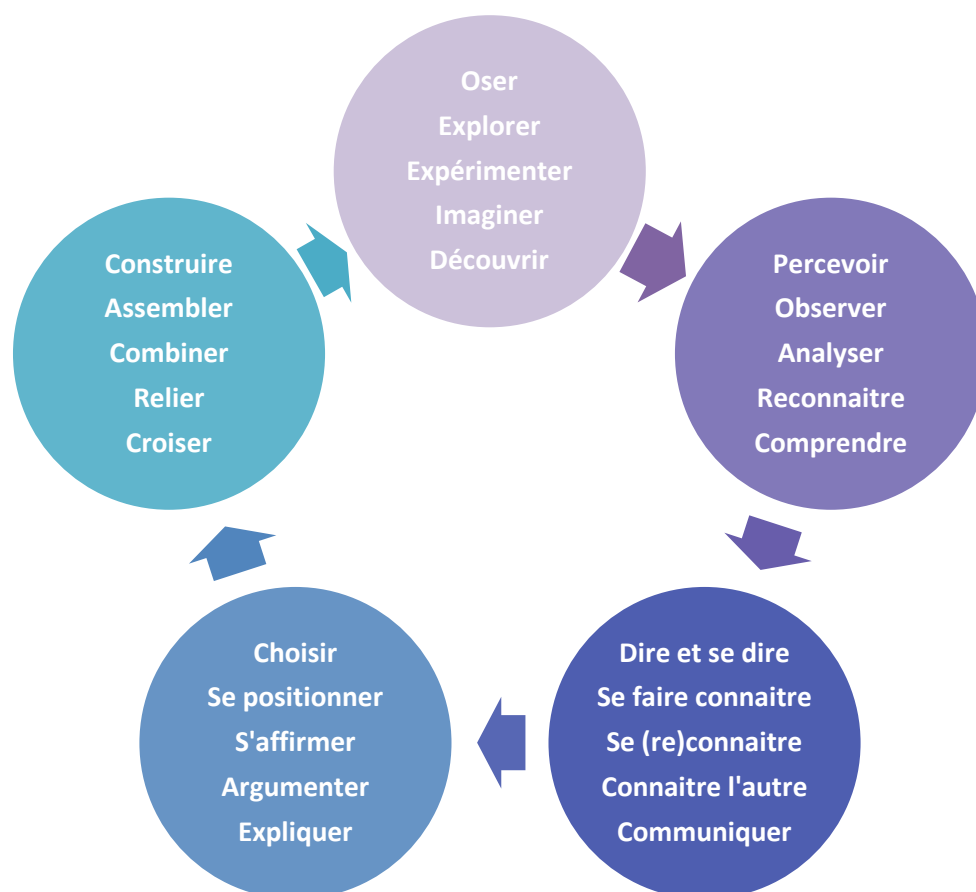 Oser
Explorer
Expérimenter
Imaginer
Découvrir
Percevoir
Observer
Analyser
Reconnaitre
Comprendre
Dire et se dire
Se faire connaitre
Se (re)connaitre
Connaitre l'autre
Communiquer
Choisir
Se positionner
S'affirmer
Argumenter
Expliquer
Construire
Assembler
Combiner
Relier
Croiser